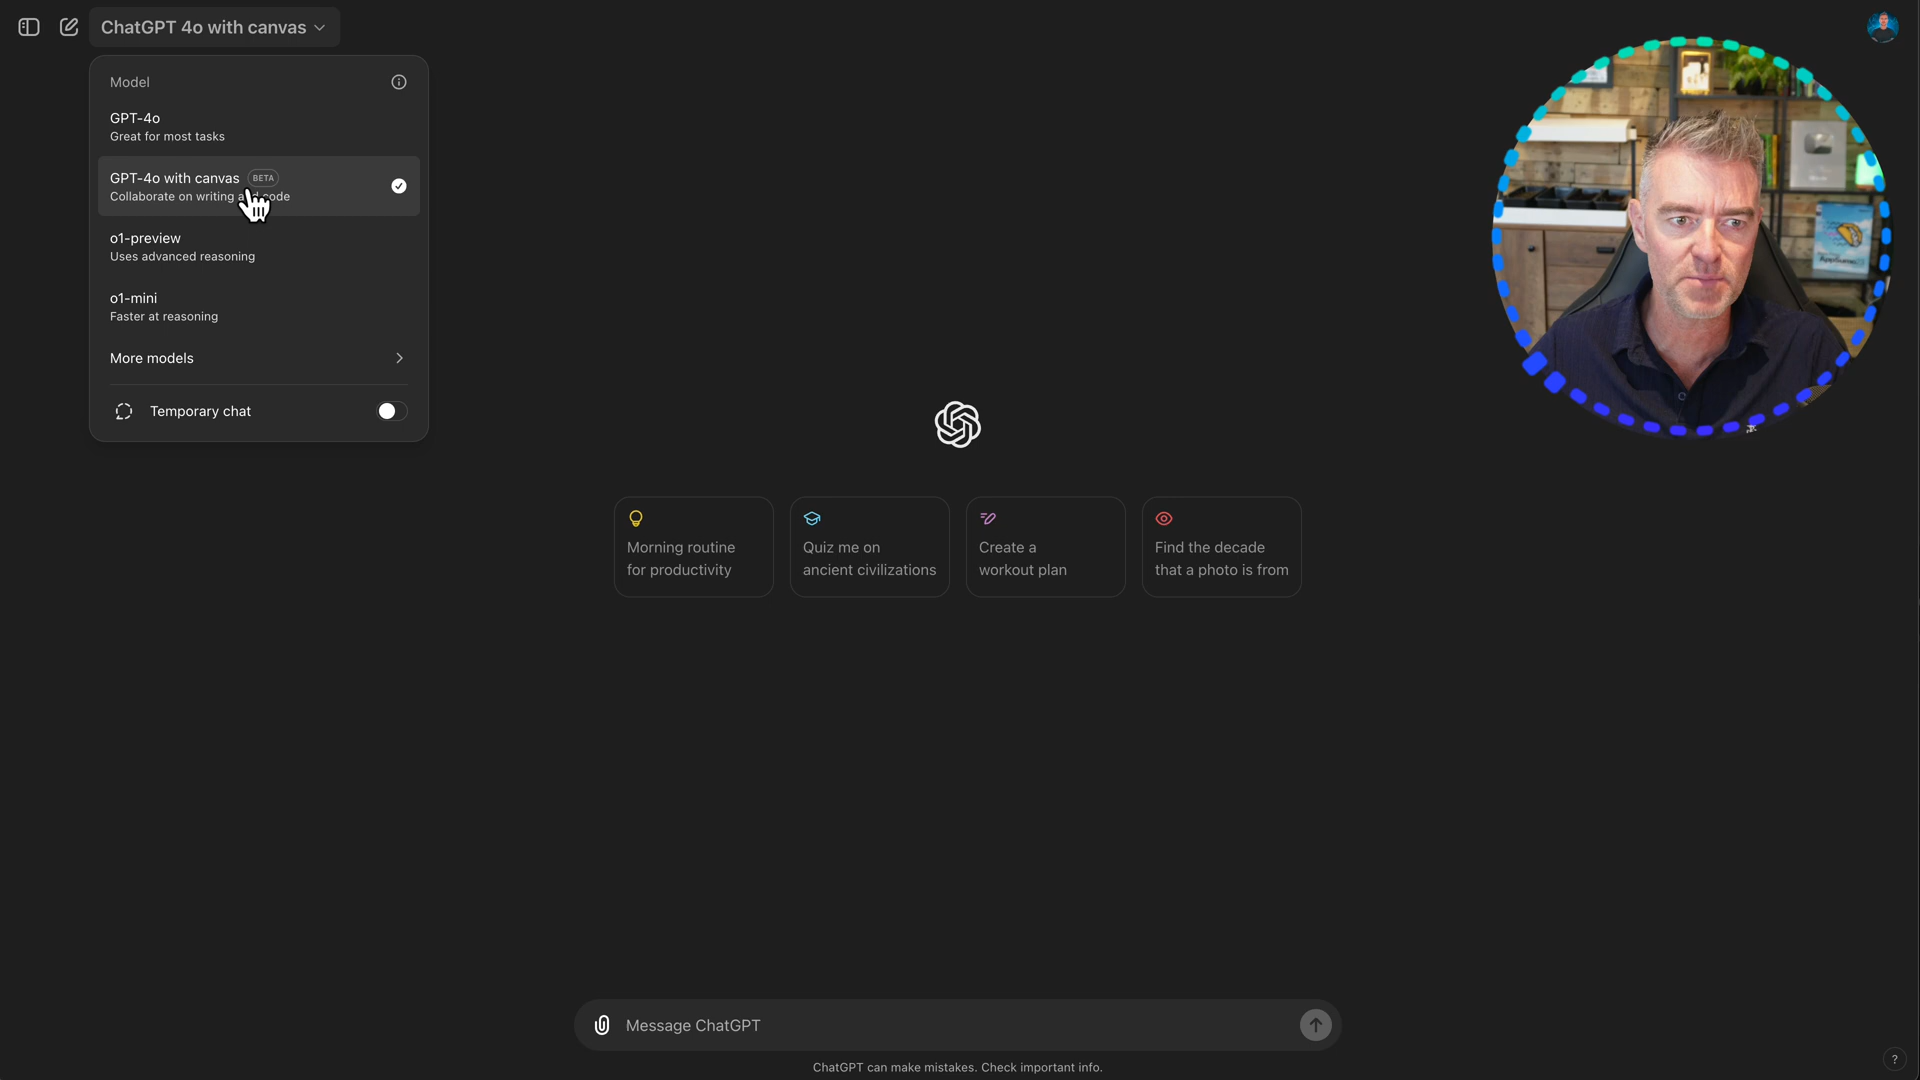 ChatGPT 4o with canvas
Model
GPT-4o
Great for most tasks
GPT-4o with canvas BETA
Collaborate on writing and code
o1-preview
Uses advanced reasoning
o1-mini
Faster at reasoning
More models
Temporary chat
Morning routine
for productivity
Quiz me on
ancient civilizations
Create a
workout plan
Find the decade
that a photo is from
Message ChatGPT
ChatGPT can make mistakes. Check important info.
?